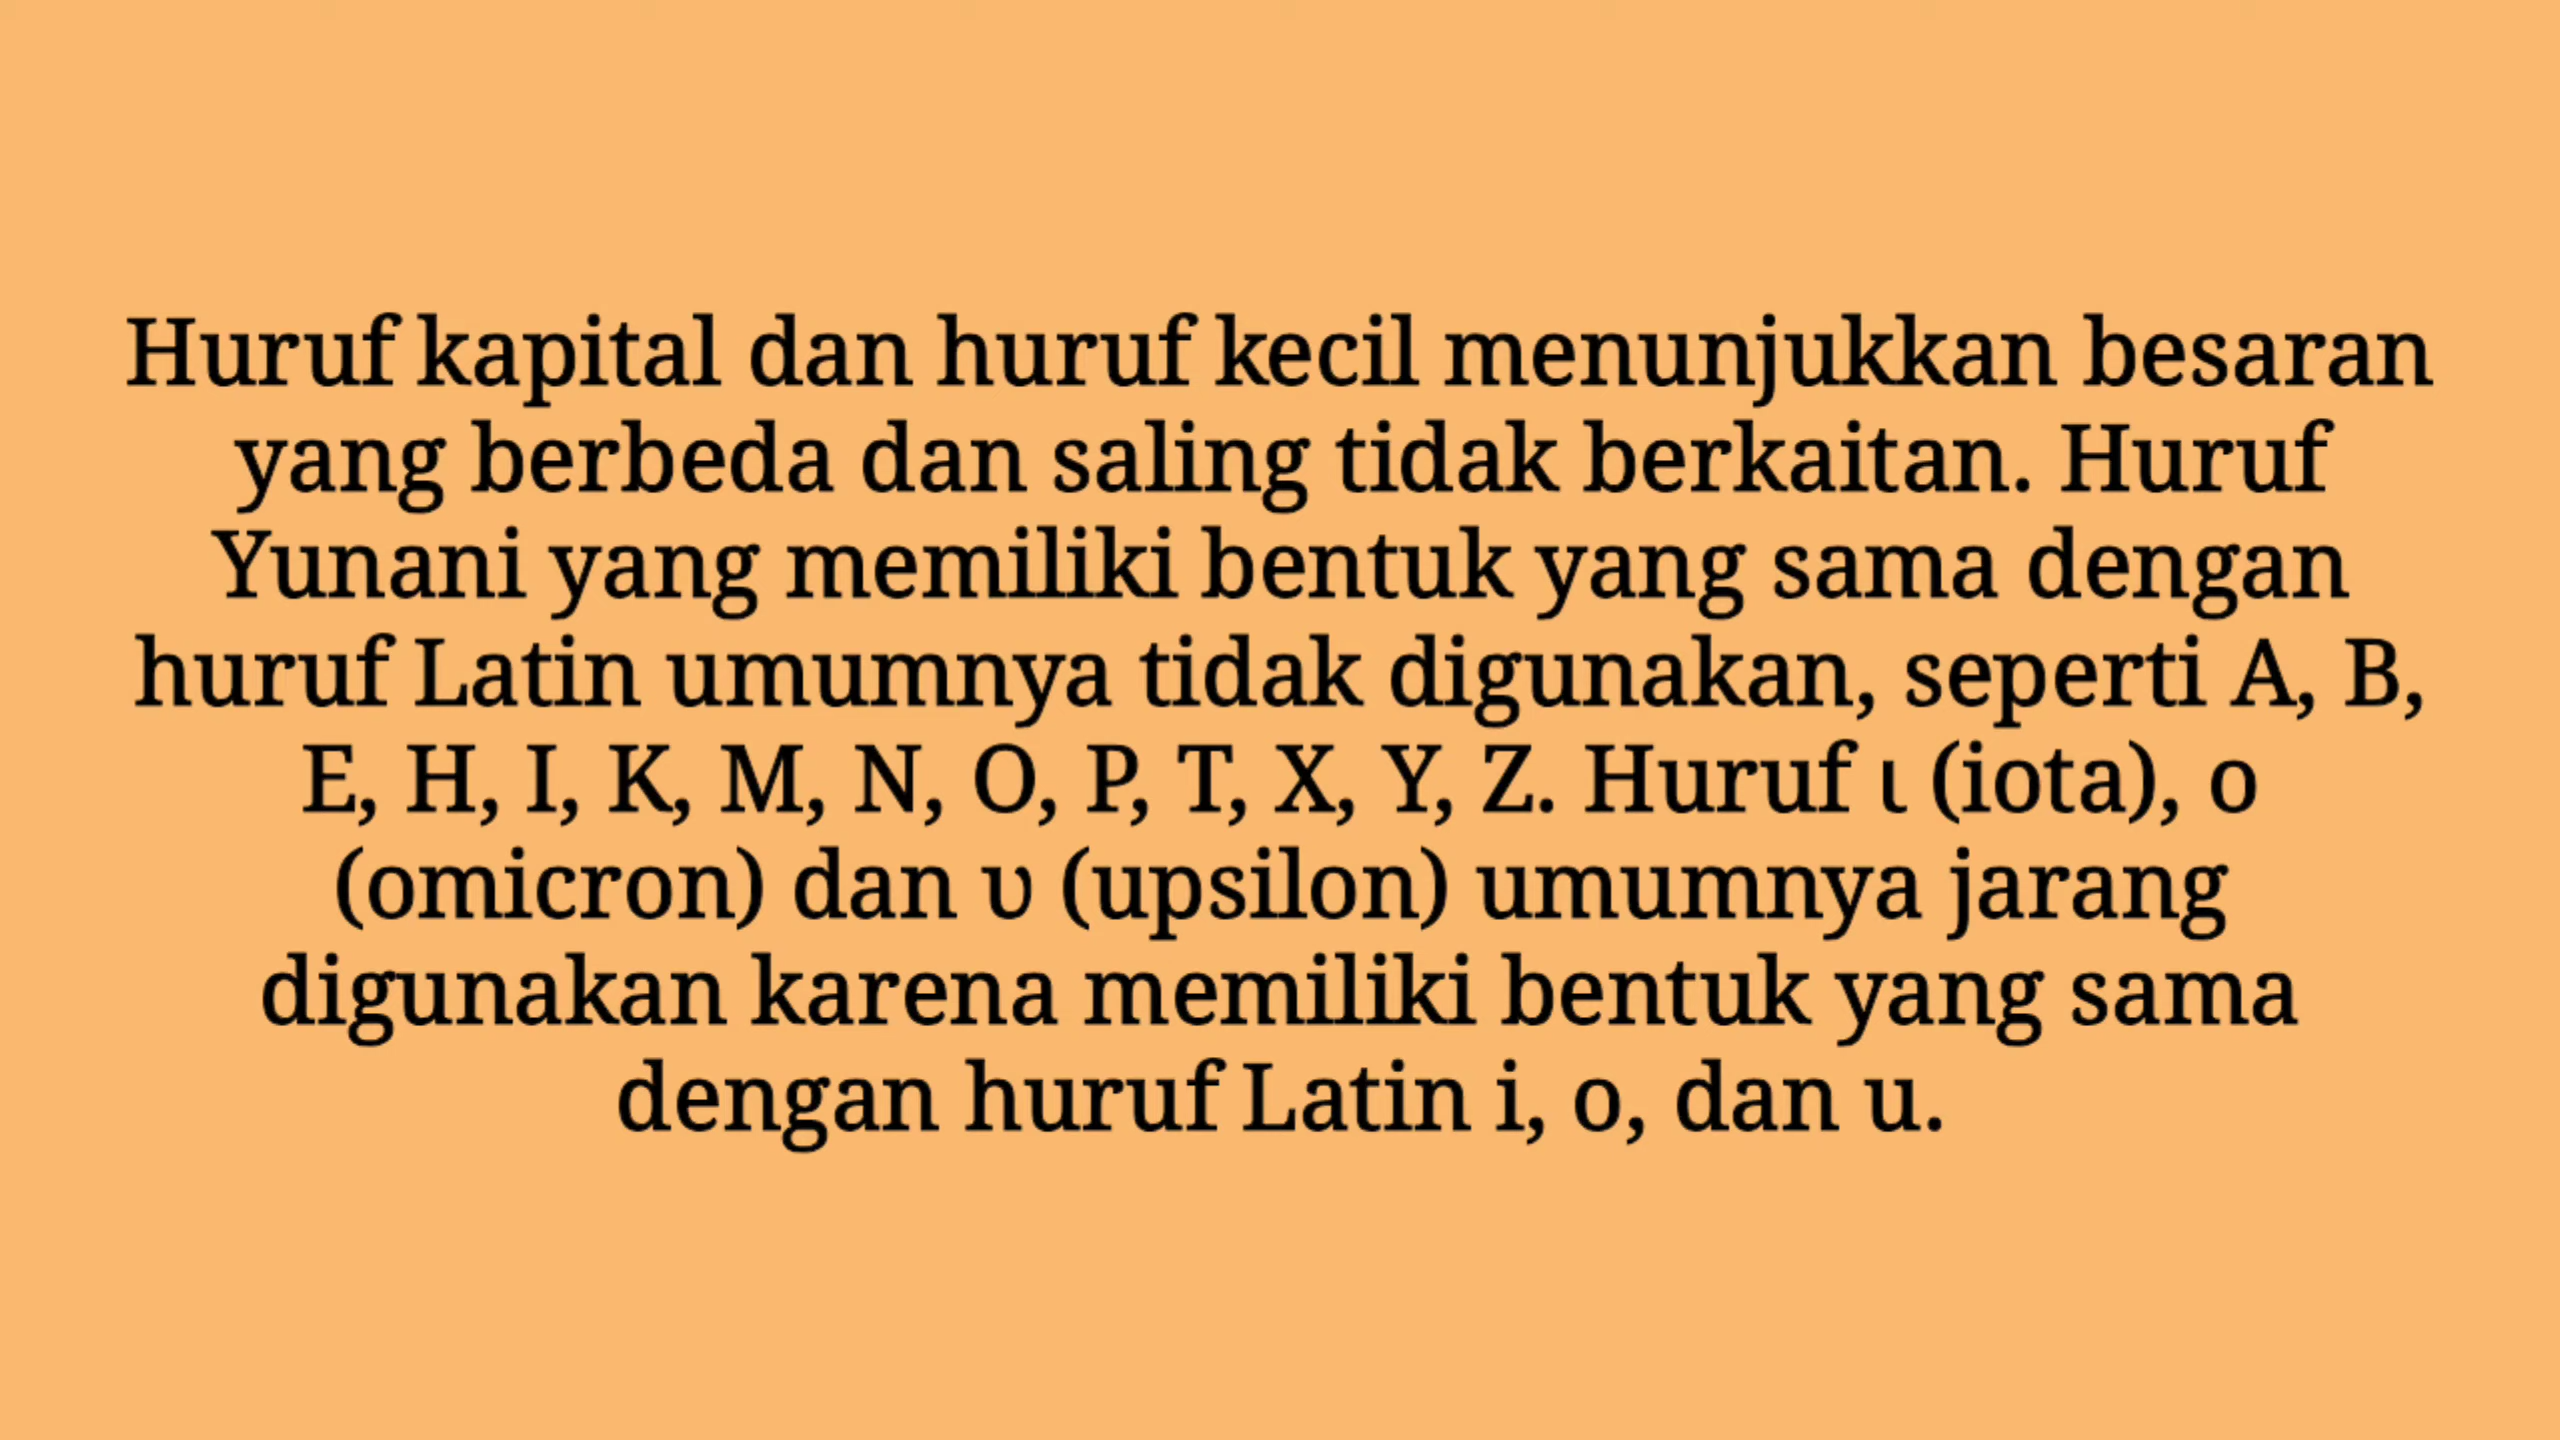 Huruf kapital dan huruf kecil menunjukkan besaran
yang berbeda dan saling tidak berkaitan. Huruf
Yunani yang memiliki bentuk yang sama dengan
huruf Latin umumnya tidak digunakan, seperti A, B,
E, H, I, K, M, N, O, P, T, X, Y, Z. Huruf ι (iota), ο
(omicron) dan υ (upsilon) umumnya jarang
digunakan karena memiliki bentuk yang sama
dengan huruf Latin i, o, dan u.